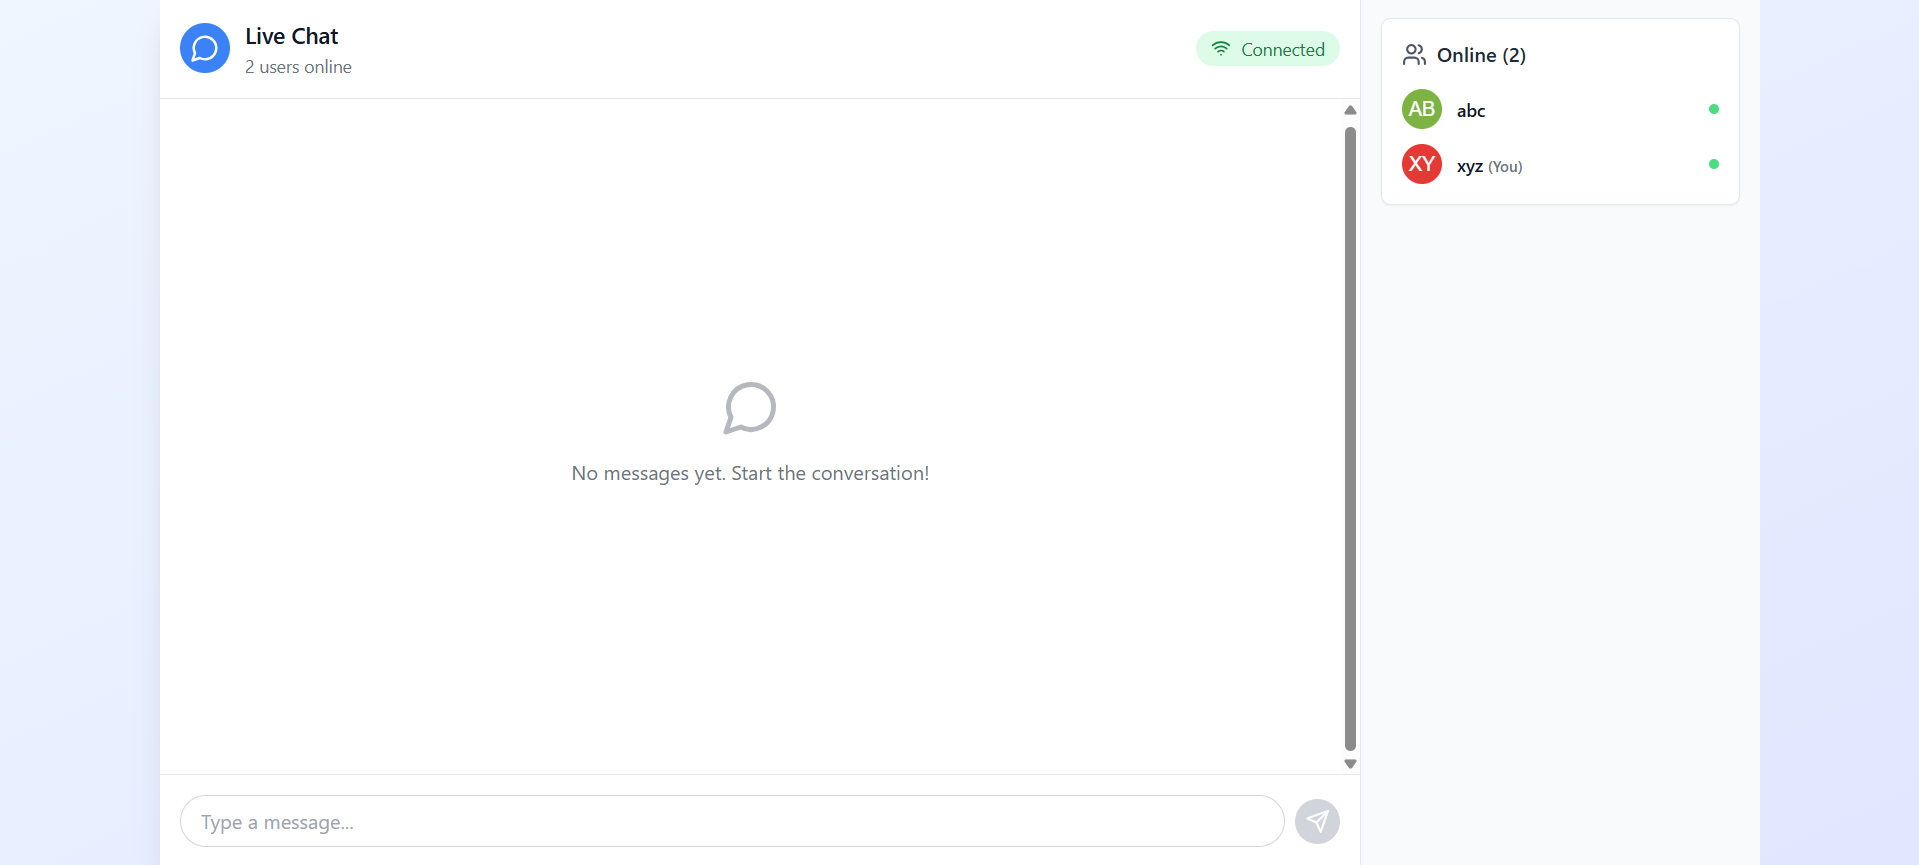 Live Chat
2 users online
Connected
No messages yet. Start the conversation!
Type a message...
Online (2)
AB abc
XY xyz (You)